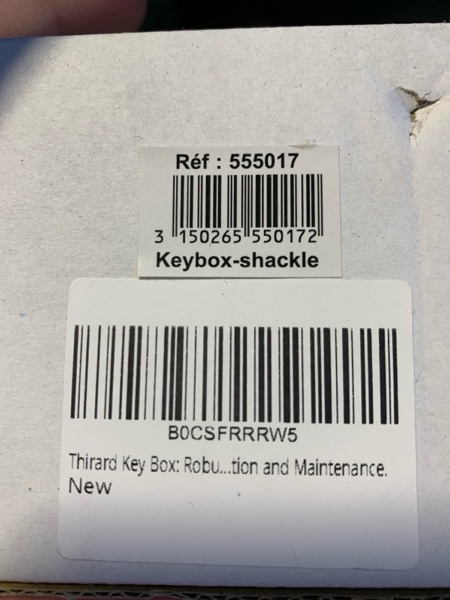 Réf : 555017
3 150265 550172
Keybox-shackle
B0CSFRRRW5
Thirard Key Box: Robu...tion and Maintenance.
New